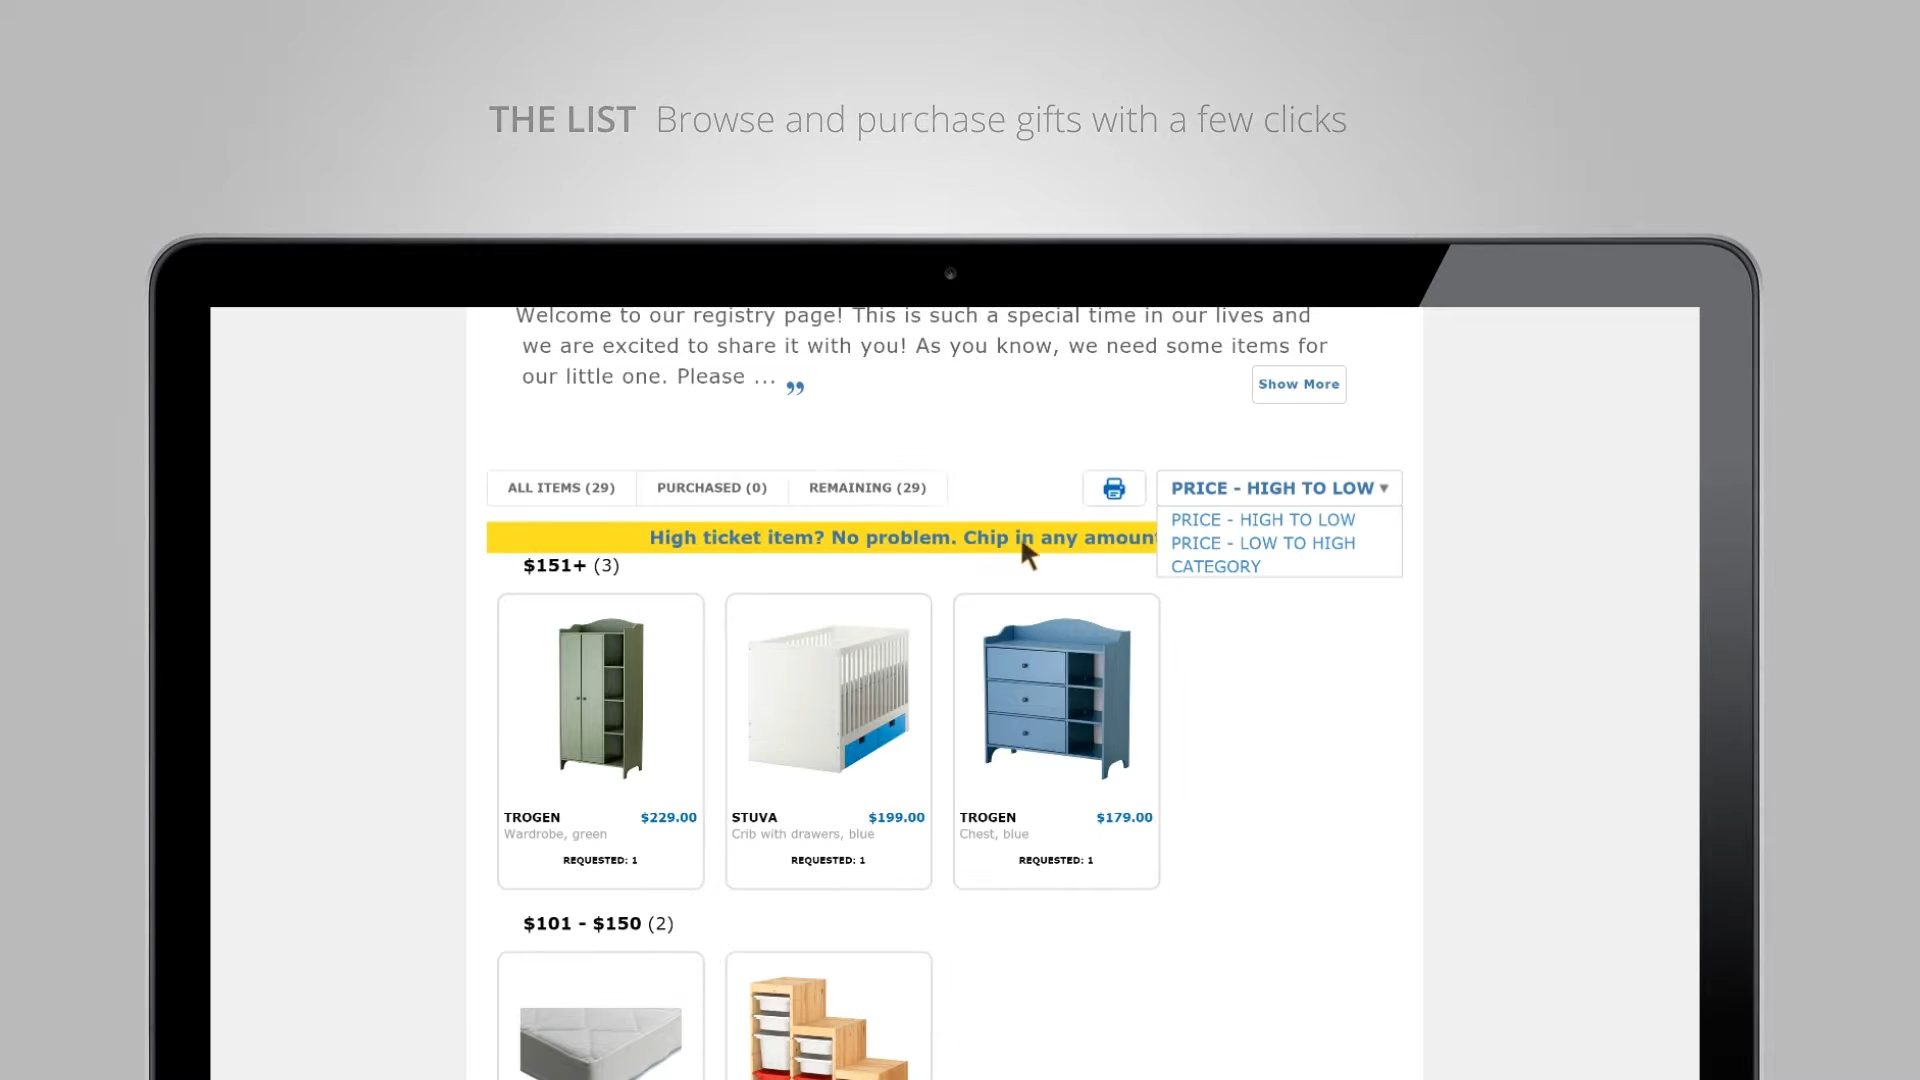 THE LIST Browse and purchase gifts with a few clicks
Welcome to our registry page! This is such a special time in our lives and
we are excited to share it with you! As you know, we need some items for
our little one. Please ... ”
Show More
ALL ITEMS (29) PURCHASED (0) REMAINING (29)
PRICE - HIGH TO LOW ▼
PRICE - HIGH TO LOW
PRICE - LOW TO HIGH
CATEGORY
High ticket item? No problem. Chip in any amount
$151+ (3)
TROGEN $229.00
Wardrobe, green
REQUESTED: 1
STUVA $199.00
Crib with drawers, blue
REQUESTED: 1
TROGEN $179.00
Chest, blue
REQUESTED: 1
$101 - $150 (2)